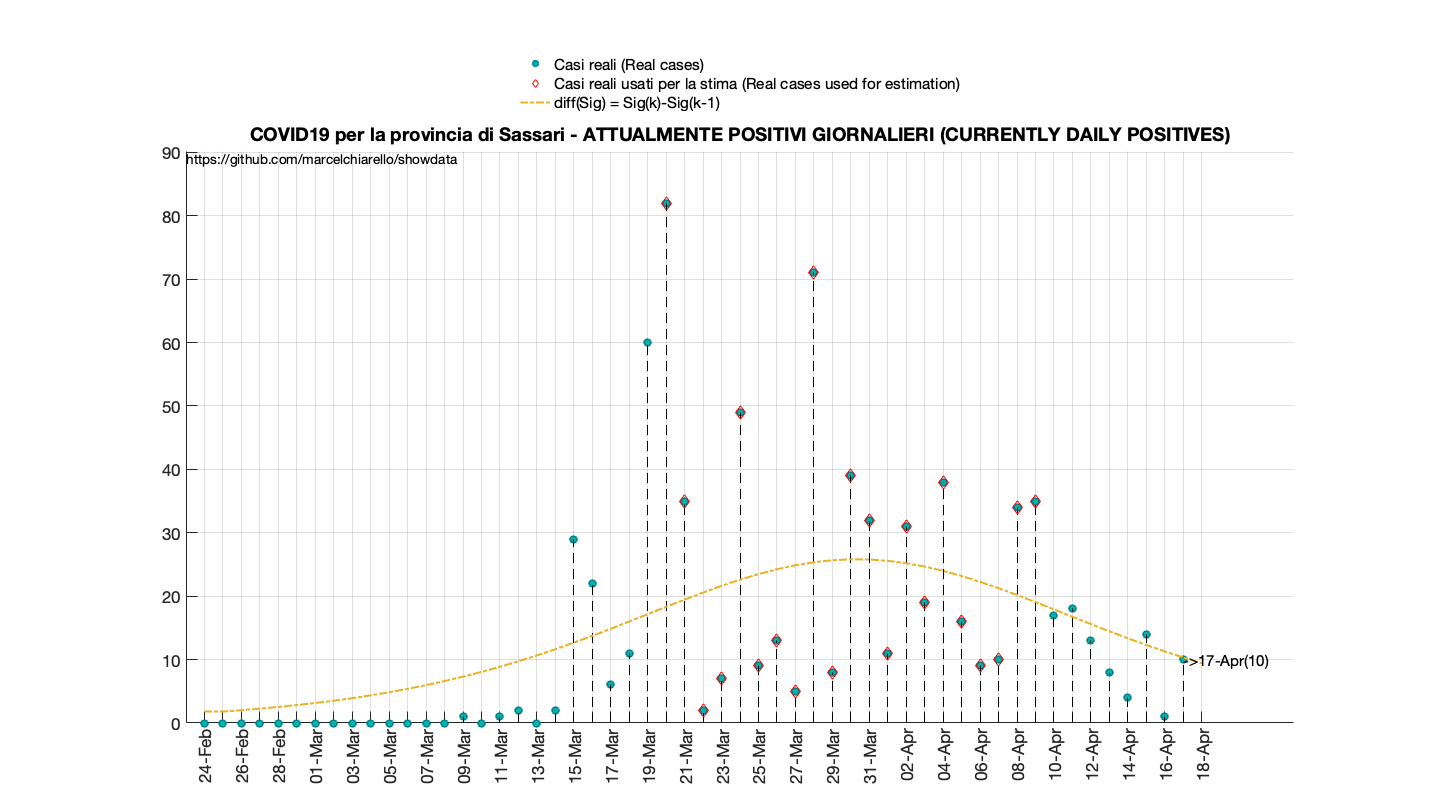 Casi reali (Real cases)
Casi reali usati per la stima (Real cases used for estimation)
diff(Sig) = Sig(k)-Sig(k-1)
COVID19 per la provincia di Sassari - ATTUALMENTE POSITIVI GIORNALIERI (CURRENTLY DAILY POSITIVES)
https://github.com/marcelchiarello/showdata
90
80
70
60
50
40
30
20
10
0
->17-Apr(10)
24-Feb
26-Feb
28-Feb
01-Mar
03-Mar
05-Mar
07-Mar
09-Mar
11-Mar
13-Mar
15-Mar
17-Mar
19-Mar
21-Mar
23-Mar
25-Mar
27-Mar
29-Mar
31-Mar
02-Apr
04-Apr
06-Apr
08-Apr
10-Apr
12-Apr
14-Apr
16-Apr
18-Apr